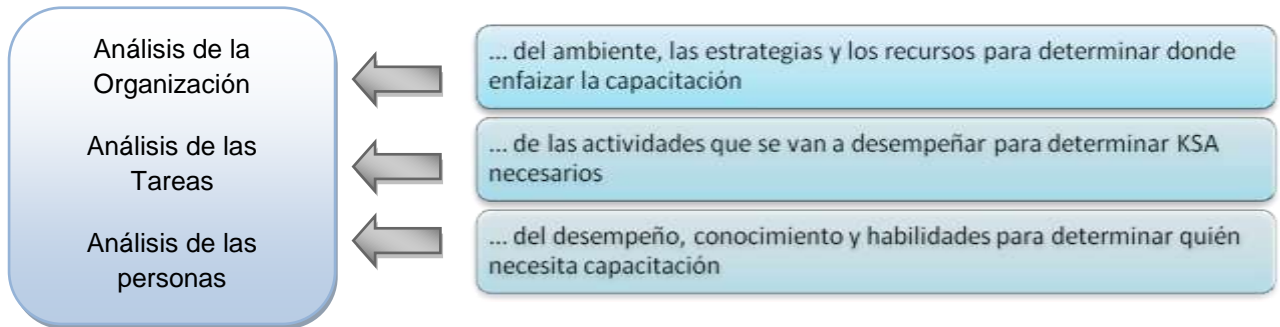 Análisis de la
Organización
Análisis de las
Tareas
Análisis de las
personas
... del ambiente, las estrategias y los recursos para determinar donde
enfaizar la capacitación
... de las actividades que se van a desempeñar para determinar KSA
necesarios
... del desempeño, conocimiento y habilidades para determinar quién
necesita capacitación